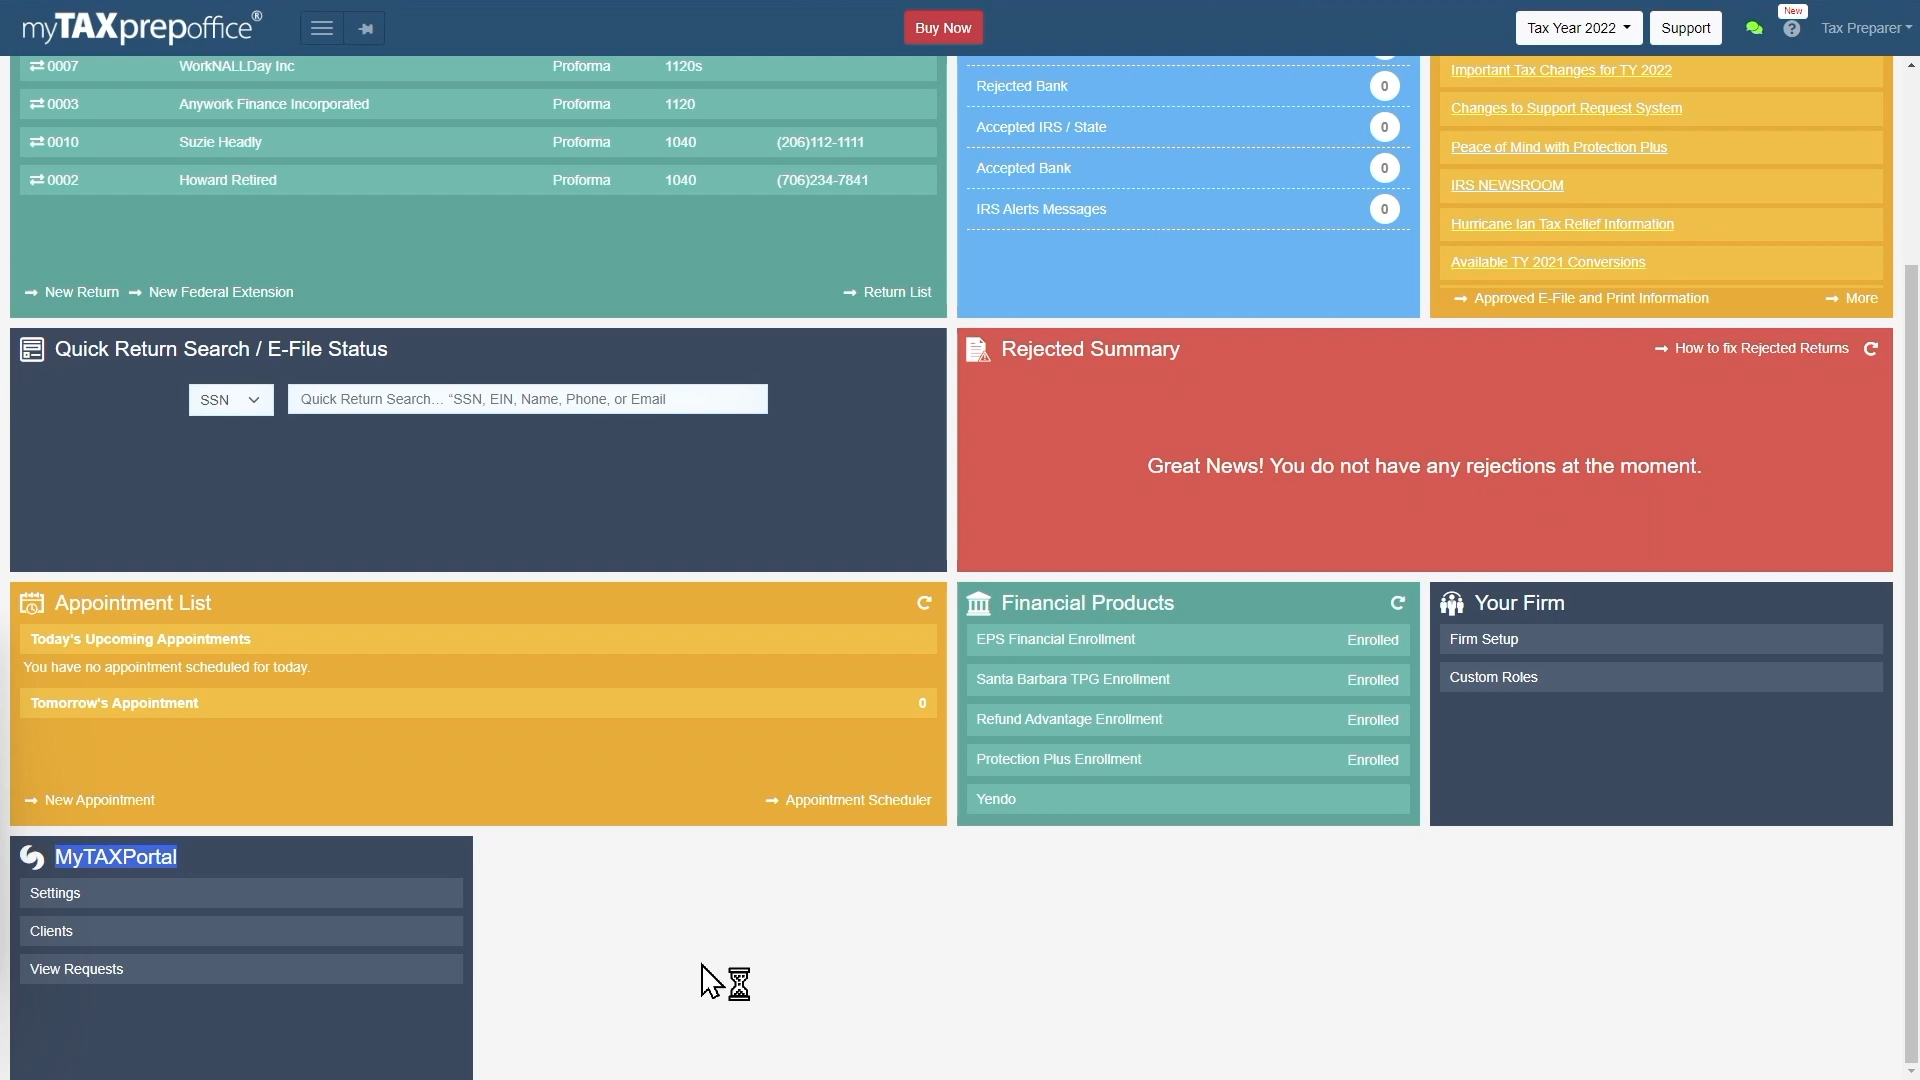 myTAXprepoffice®
Buy Now
Tax Year 2022
Support
New
?
Tax Preparer
0007 WorkNALLDay Inc Proforma 1120s
0003 Anywork Finance Incorporated Proforma 1120
0010 Suzie Headly Proforma 1040 (206)112-1111
0002 Howard Retired Proforma 1040 (706)234-7841
New Return
New Federal Extension
Return List
Rejected Bank 0
Accepted IRS / State 0
Accepted Bank 0
IRS Alerts Messages 0
Important Tax Changes for TY 2022
Changes to Support Request System
Peace of Mind with Protection Plus
IRS NEWSROOM
Hurricane Ian Tax Relief Information
Available TY 2021 Conversions
Approved E-File and Print Information
More
Quick Return Search / E-File Status
SSN
Quick Return Search... “SSN, EIN, Name, Phone, or Email
Rejected Summary
How to fix Rejected Returns
Great News! You do not have any rejections at the moment.
Appointment List
Today's Upcoming Appointments
You have no appointment scheduled for today.
Tomorrow's Appointment 0
New Appointment
Appointment Scheduler
Financial Products
EPS Financial Enrollment Enrolled
Santa Barbara TPG Enrollment Enrolled
Refund Advantage Enrollment Enrolled
Protection Plus Enrollment Enrolled
Yendo
Your Firm
Firm Setup
Custom Roles
MyTAXPortal
Settings
Clients
View Requests